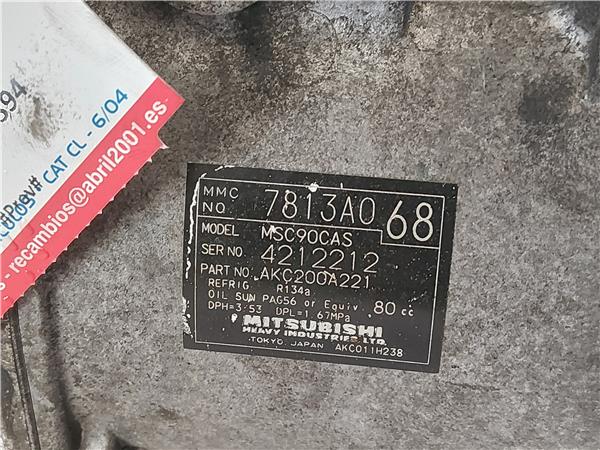 394
#Pagv#
CAT CL - 6/04
- recambios@abril2001.es
MMC NO. 7813A0 68
MODEL MSC90CAS
SER NO 4212212
PART NO. AKC200A221
REFRIG R134a
OIL SUN PAG56 or Equiv. 80 cc
DPH=3.53 DPL=1.67MPa
MITSUBISHI
HEAVY INDUSTRIES, LTD.
TOKYO JAPAN AKC011H238